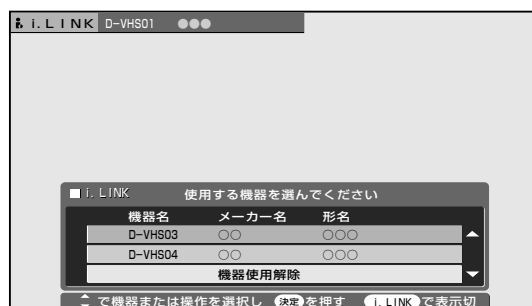 i.LINK D-VHS01 ●●●
i.LINK 使用する機器を選んでください
機器名 メーカー名 形名
D-VHS03 ○○ ○○○
D-VHS04 ○○ ○○○
機器使用解除
で機器または操作を選択し 決定 を押す i.LINK で表示切